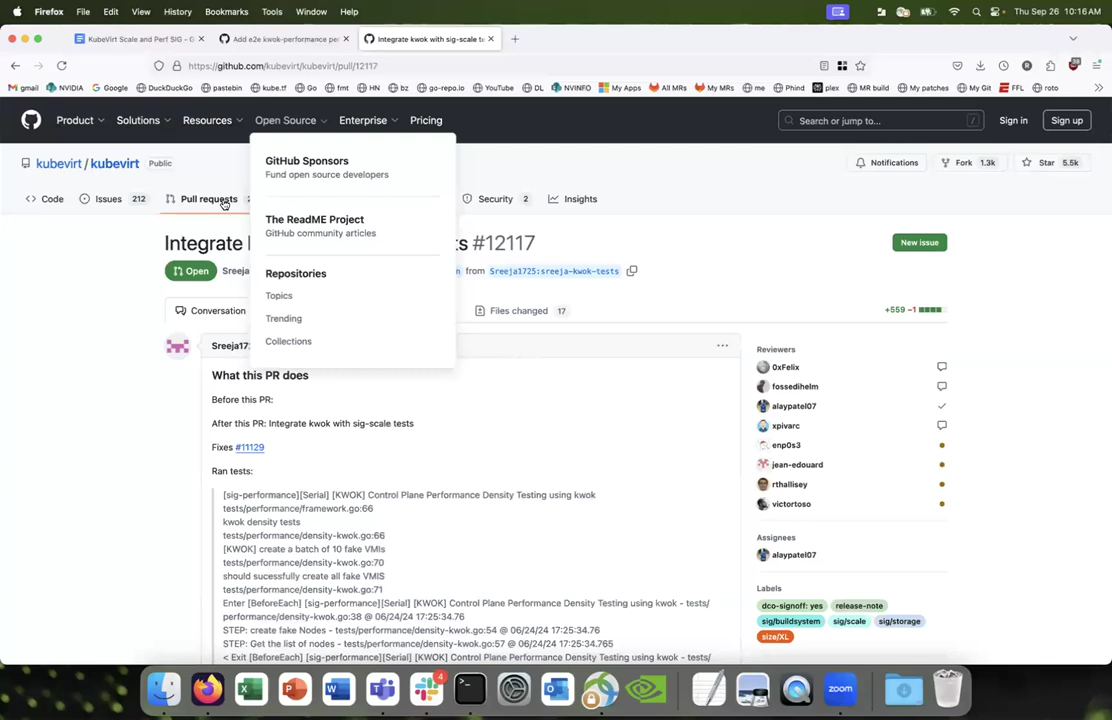 Firefox File Edit View History Bookmarks Tools Window Help Thu Sep 26 10:16 AM
KubeVirt Scale and Perf SIG - G Add e2e kwok-performance pe Integrate kwok with sig-scale te
https://github.com/kubevirt/kubevirt/pull/12117
gmail NVIDIA Google DuckDuckGo pastebin kube.tf Go fmt HN bz go-repo.io YouTube DL NVINFO My Apps All MRs My MRs me Phind plex MR build My patches My Git FFL roto
Product Solutions Resources Open Source Enterprise Pricing Search or jump to... / Sign in Sign up
GitHub Sponsors
Fund open source developers
The ReadME Project
GitHub community articles
Repositories
Topics
Trending
Collections
kubevirt / kubevirt Public Notifications Fork 1.3k Star 5.5k
Code Issues 212 Pull requests Security 2 Insights
Integrate s #12117 New issue
Open Sreeja from Sreeja1725:sreeja-kwok-tests
Conversation Files changed 17 +559 −1
Sreeja17
What this PR does
Before this PR:
After this PR: Integrate kwok with sig-scale tests
Fixes #11129
Ran tests:
[sig-performance][Serial] [KWOK] Control Plane Performance Density Testing using kwok
tests/performance/framework.go:66
kwok density tests
tests/performance/density-kwok.go:66
[KWOK] create a batch of 10 fake VMIs
tests/performance/density-kwok.go:70
should sucessfully create all fake VMIS
tests/performance/density-kwok.go:71
Enter [BeforeEach] [sig-performance][Serial] [KWOK] Control Plane Performance Density Testing using kwok - tests/
performance/density-kwok.go:38 @ 06/24/24 17:25:34.76
STEP: create fake Nodes - tests/performance/density-kwok.go:54 @ 06/24/24 17:25:34.76
STEP: Get the list of nodes - tests/performance/density-kwok.go:57 @ 06/24/24 17:25:34.765
< Exit [BeforeEach] [sig-performance][Serial] [KWOK] Control Plane Performance Density Testing using kwok - tests/
Reviewers
0xFelix
fossedihelm
alaypatel07
xpivarc
enp0s3
jean-edouard
rthallisey
victortoso
Assignees
alaypatel07
Labels
dco-signoff: yes release-note
sig/buildsystem sig/scale sig/storage
size/XL
4
zoom